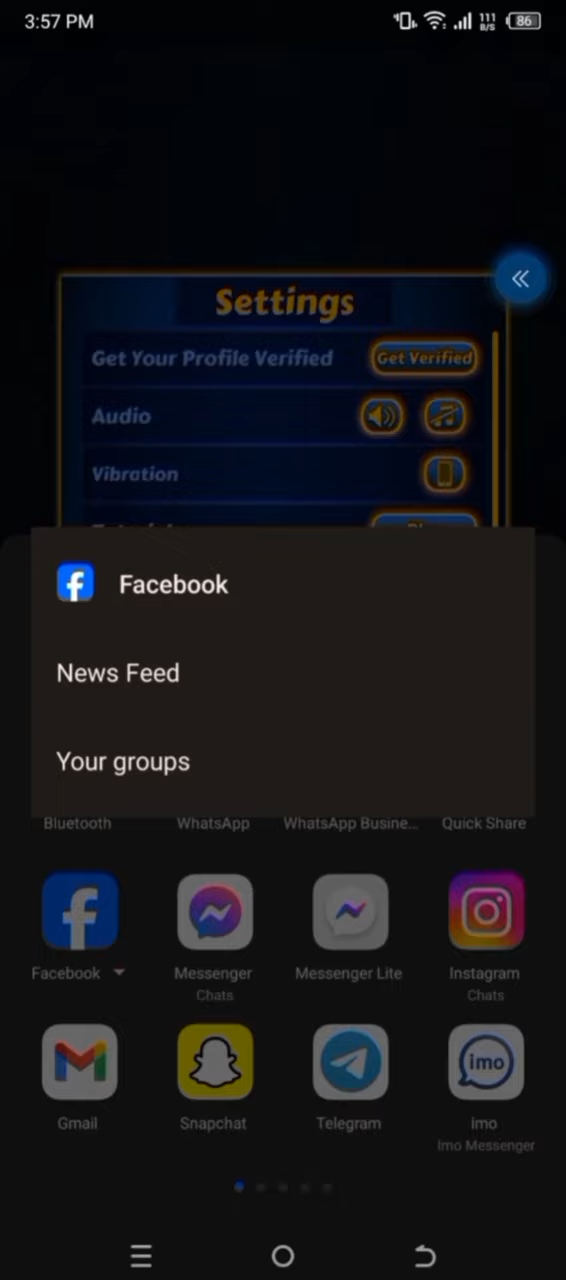 3:57 PM
111
B/S
86
Settings
Get Your Profile Verified
Get Verified
Audio
Vibration
Facebook
News Feed
Your groups
Bluetooth
WhatsApp
WhatsApp Busine...
Quick Share
Facebook
Messenger
Chats
Messenger Lite
Instagram
Chats
Gmail
Snapchat
Telegram
imo
imo
Imo Messenger